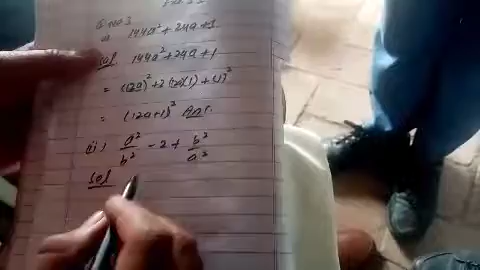 Q no 3
144a² + 24a + 1
Sol 144a² + 24a + 1
= (12a)² + 2(12a)(1) + (1)²
= (12a+1)² Ans.
(ii) a²/b² - 2 + b²/a²
Sol